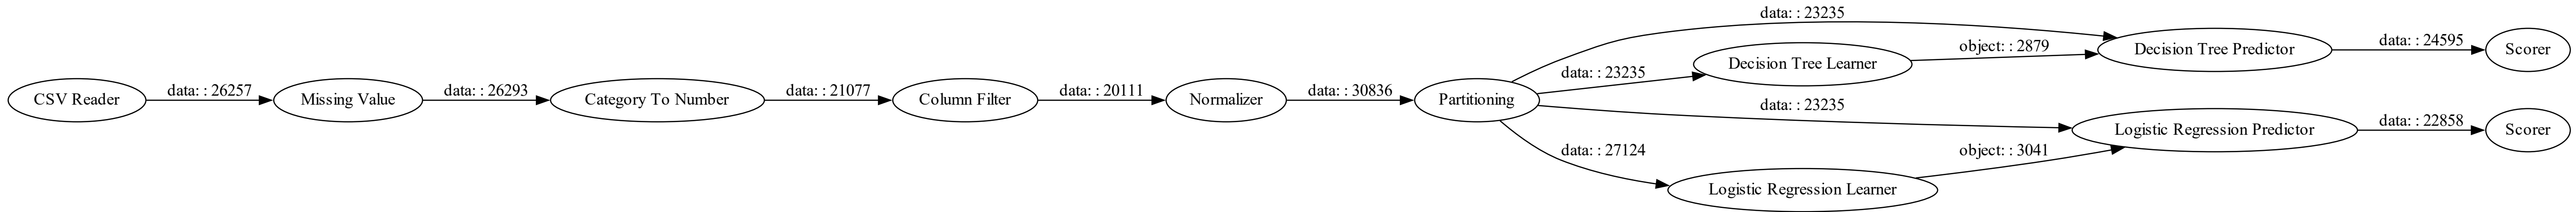 CSV Reader
data: : 26257
Missing Value
data: : 26293
Category To Number
data: : 21077
Column Filter
data: : 20111
Normalizer
data: : 30836
Partitioning
data: : 23235
data: : 23235
Decision Tree Learner
object: : 2879
Decision Tree Predictor
data: : 24595
Scorer
data: : 23235
data: : 27124
Logistic Regression Learner
object: : 3041
Logistic Regression Predictor
data: : 22858
Scorer